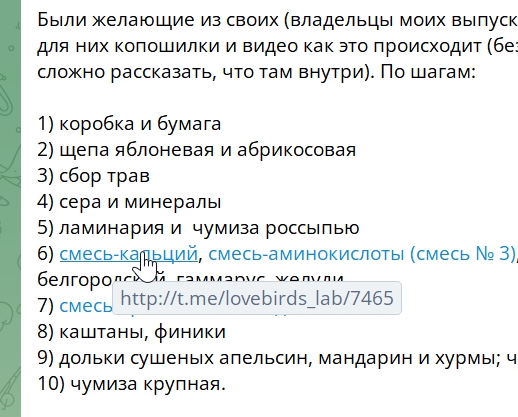 Были желающие из своих (владельцы моих выпуск
для них копошилки и видео как это происходит (без
сложно рассказать, что там внутри). По шагам:
1) коробка и бумага
2) щепа яблоневая и абрикосовая
3) сбор трав
4) сера и минералы
5) ламинария и чумиза россыпью
6) смесь-кальций, смесь-аминокислоты (смесь № 3),
белгородской, гаммарус, желуди
http://t.me/lovebirds_lab/7465
7) смесь
8) каштаны, финики
9) дольки сушеных апельсин, мандарин и хурмы; ч
10) чумиза крупная.